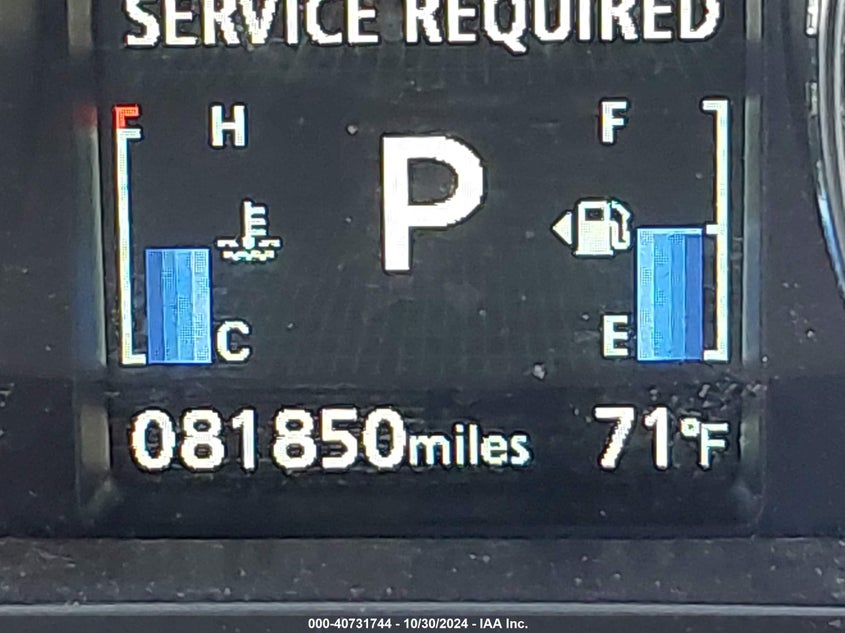 SERVICE REQUIRED
H F
P
C E
081850miles 71°F
000-40731744 - 10/30/2024 - IAA Inc.